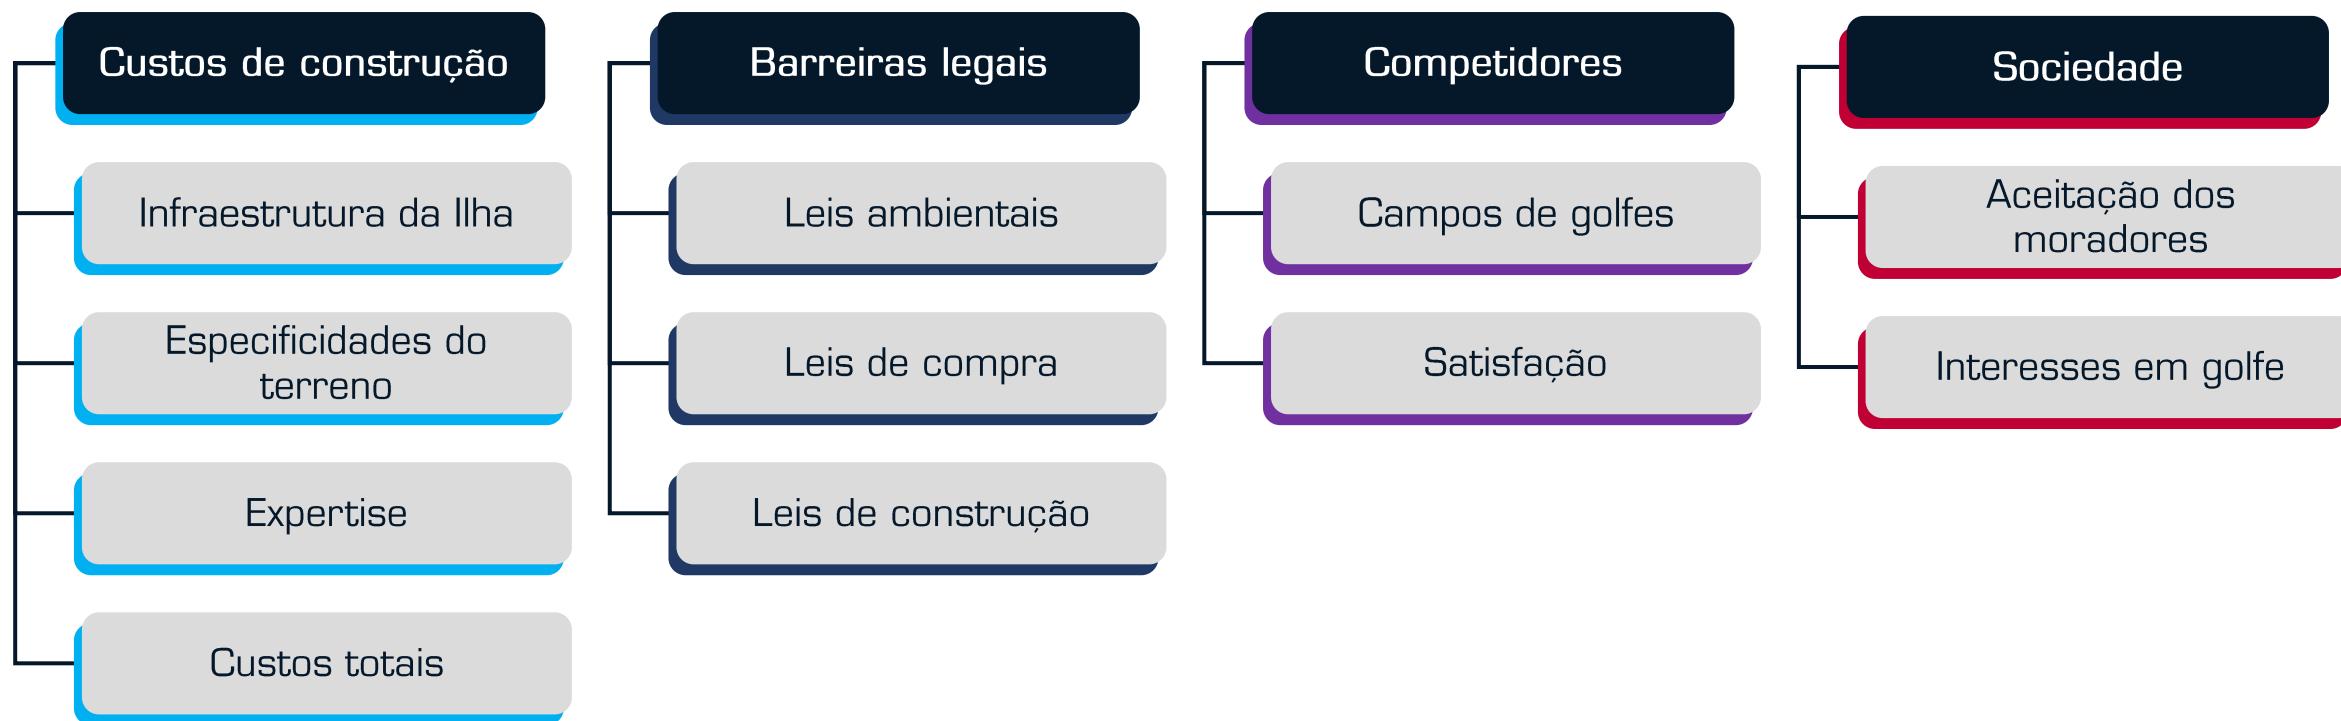 Custos de construção
Infraestrutura da Ilha
Especificidades do
terreno
Expertise
Custos totais
Barreiras legais
Leis ambientais
Leis de compra
Leis de construção
Competidores
Campos de golfes
Satisfação
Sociedade
Aceitação dos
moradores
Interesses em golfe